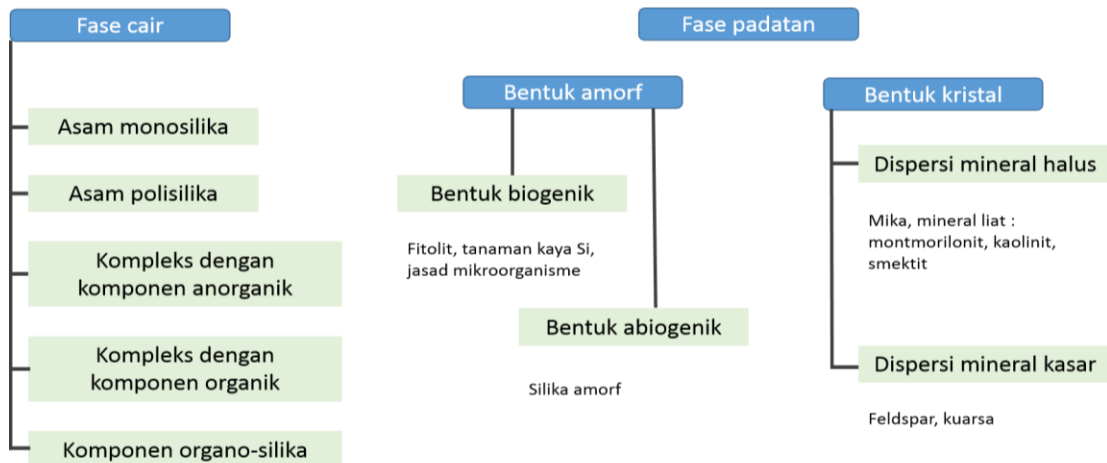 Fase cair
Asam monosilika
Asam polisilika
Kompleks dengan
komponen anorganik
Kompleks dengan
komponen organik
Komponen organo-silika
Fase padatan
Bentuk amorf
Bentuk biogenik
Fitolit, tanaman kaya Si,
jasad mikroorganisme
Bentuk abiogenik
Silika amorf
Bentuk kristal
Dispersi mineral halus
Mika, mineral liat :
montmorilonit, kaolinit,
smektit
Dispersi mineral kasar
Feldspar, kuarsa